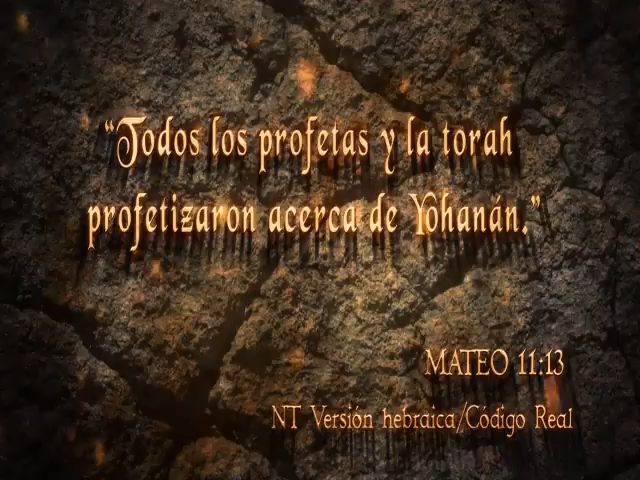 “Todos los profetas y la torah
profetizaron acerca de Yohanán.”
MATEO 11:13
NT Versión hebraica/Código Real